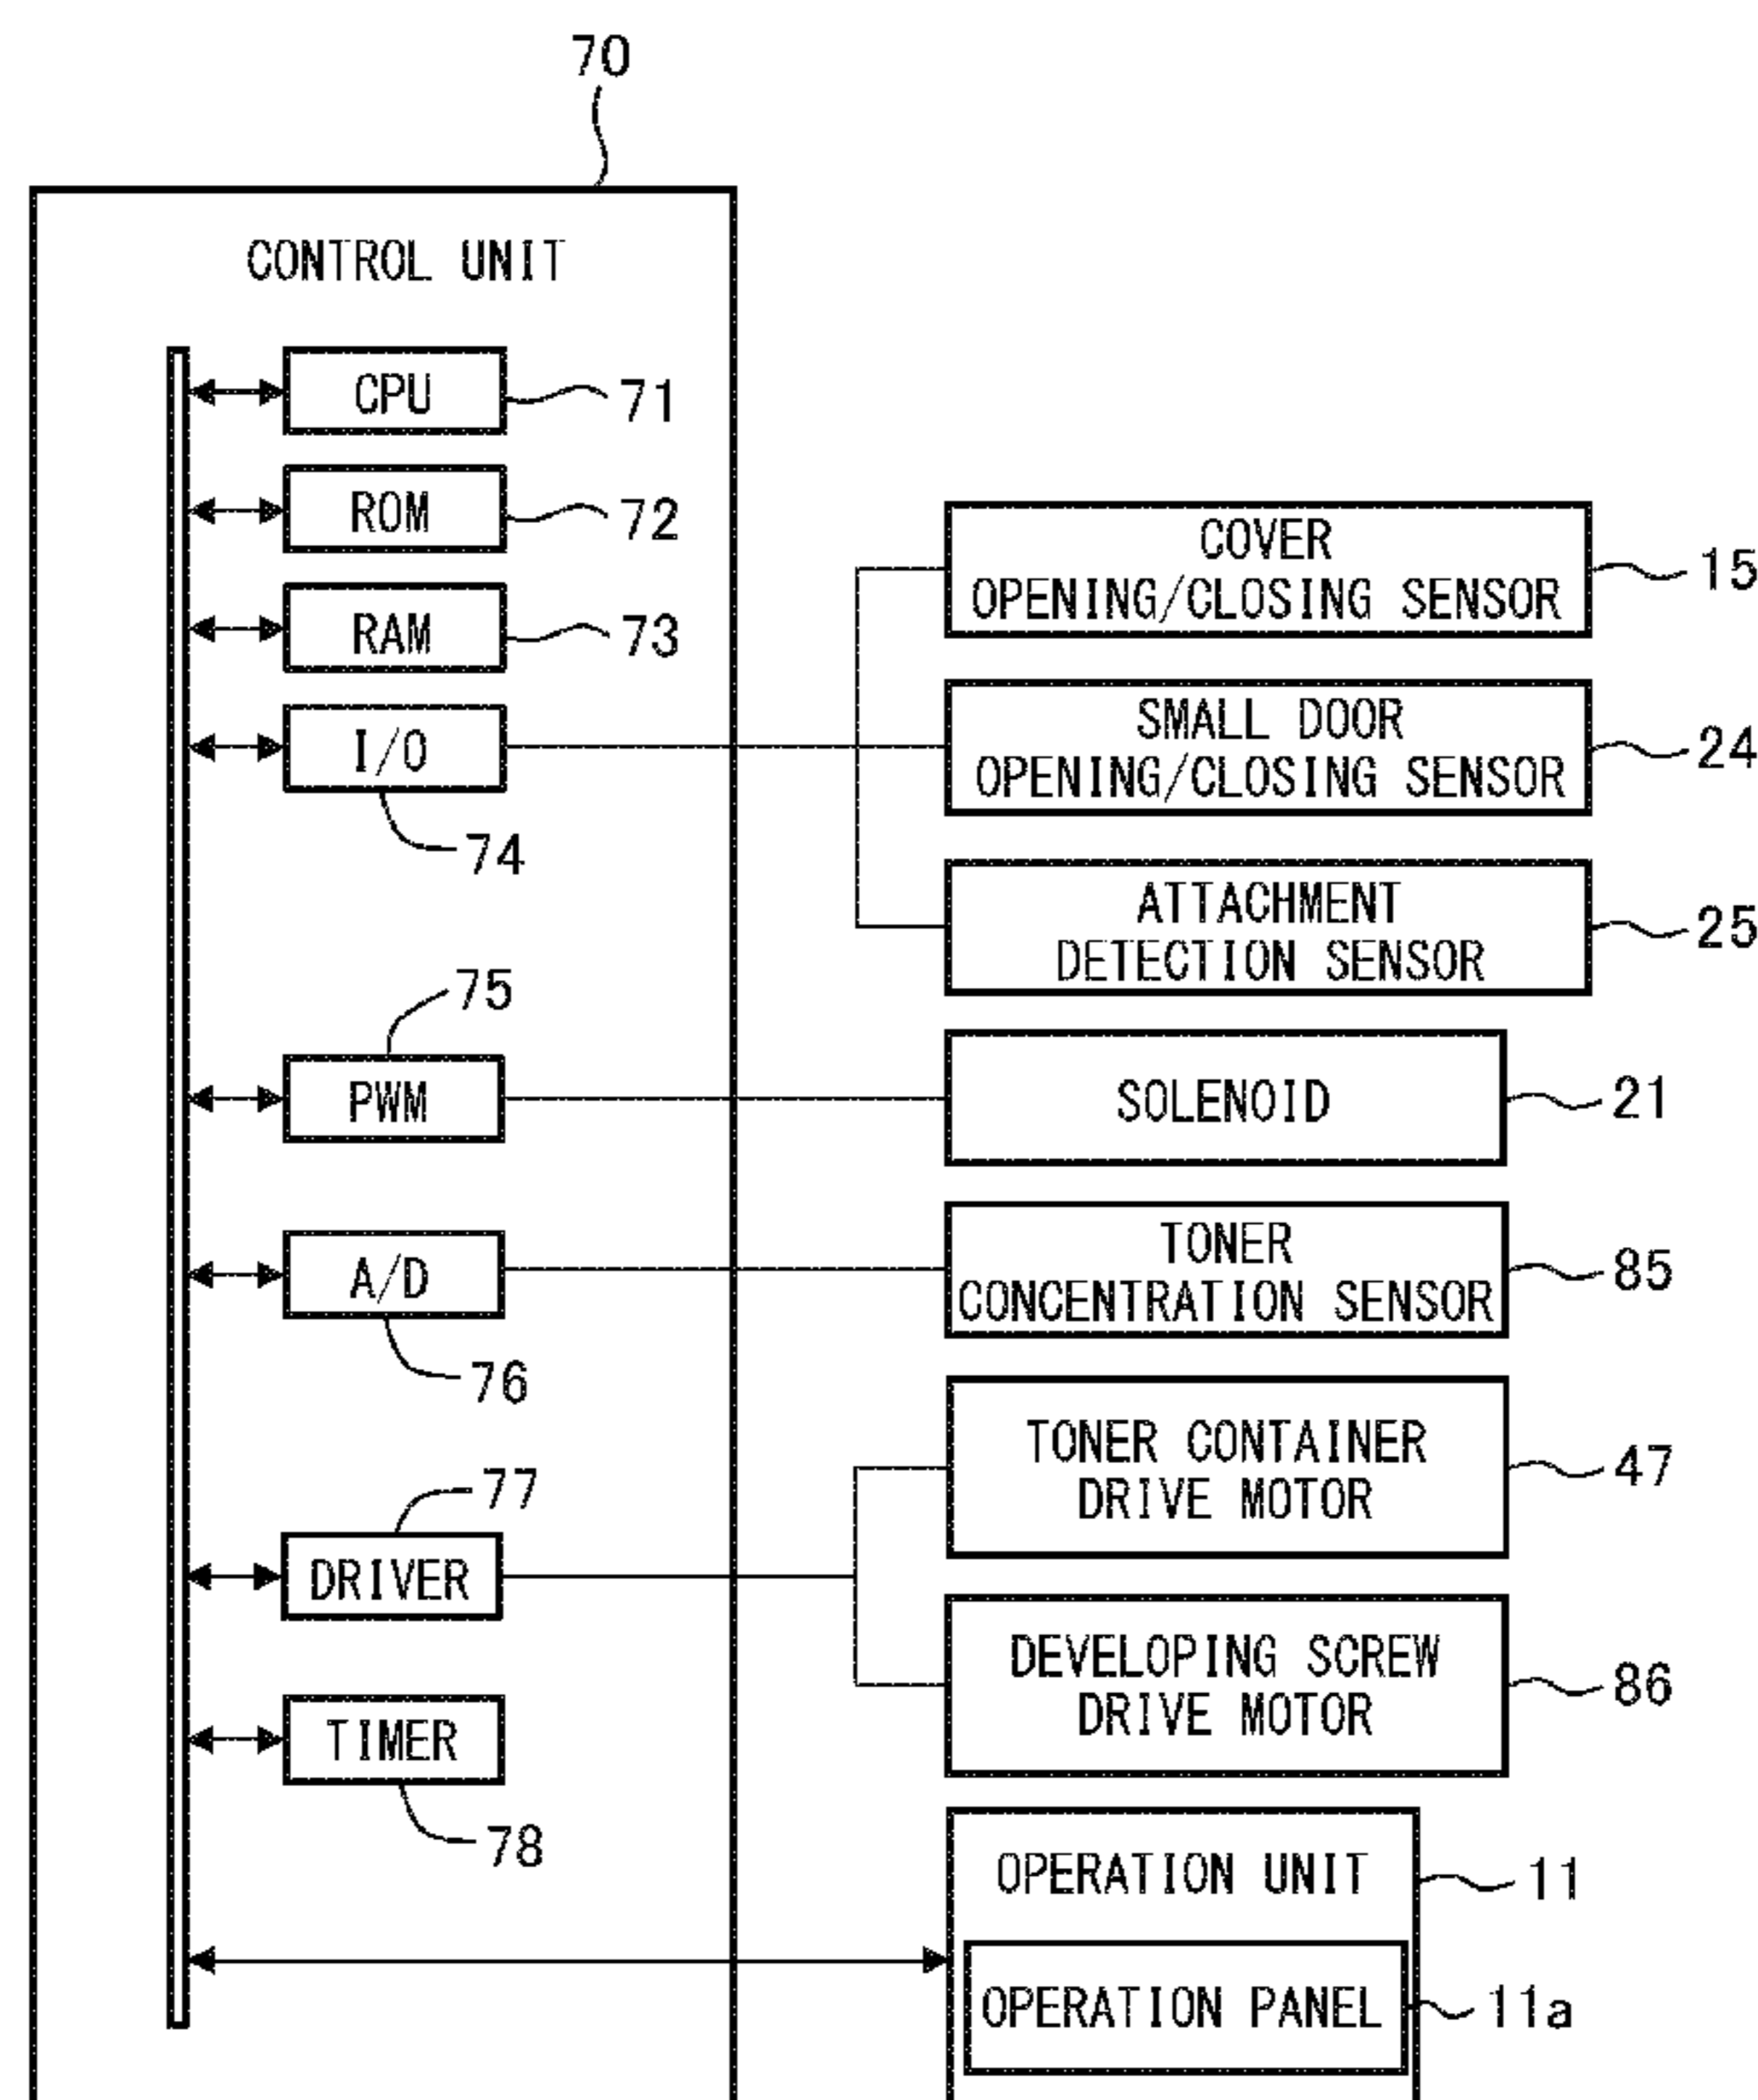 70
CONTROL UNIT
CPU
71
ROM
72
RAM
73
I/O
74
COVER
OPENING/CLOSING SENSOR
15
SMALL DOOR
OPENING/CLOSING SENSOR
24
ATTACHMENT
DETECTION SENSOR
25
75
PWM
SOLENOID
21
A/D
76
TONER
CONCENTRATION SENSOR
85
77
DRIVER
TONER CONTAINER
DRIVE MOTOR
47
DEVELOPING SCREW
DRIVE MOTOR
86
TIMER
78
OPERATION UNIT
11
OPERATION PANEL
11a